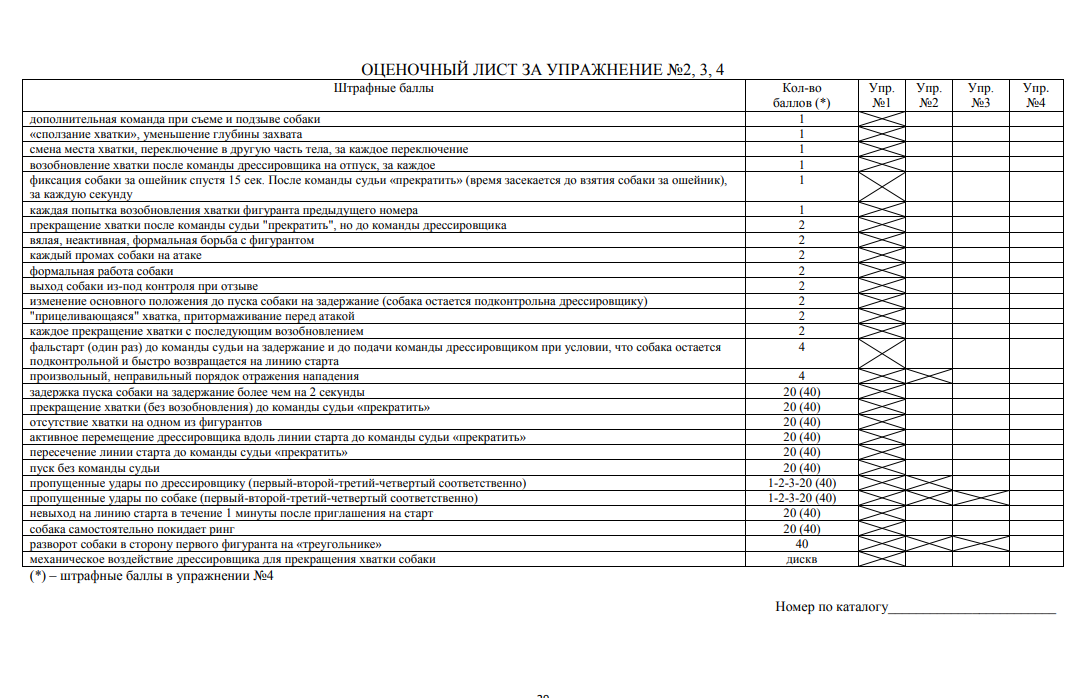 ОЦЕНОЧНЫЙ ЛИСТ ЗА УПРАЖНЕНИЕ №2, 3, 4
Штрафные баллы Кол-во баллов (*) Упр. №1 Упр. №2 Упр. №3 Упр. №4
дополнительная команда при съеме и подзыве собаки 1
«сползание хватки», уменьшение глубины захвата 1
смена места хватки, переключение в другую часть тела, за каждое переключение 1
возобновление хватки после команды дрессировщика на отпуск, за каждое 1
фиксация собаки за ошейник спустя 15 сек. После команды судьи «прекратить» (время засекается до взятия собаки за ошейник), 1
за каждую секунду
каждая попытка возобновления хватки фигуранта предыдущего номера 1
прекращение хватки после команды судьи "прекратить", но до команды дрессировщика 2
вялая, неактивная, формальная борьба с фигурантом 2
каждый промах собаки на атаке 2
формальная работа собаки 2
выход собаки из-под контроля при отзыве 2
изменение основного положения до пуска собаки на задержание (собака остается подконтрольна дрессировщику) 2
"прицеливающаяся" хватка, притормаживание перед атакой 2
каждое прекращение хватки с последующим возобновлением 2
фальстарт (один раз) до команды судьи на задержание и до подачи команды дрессировщиком при условии, что собака остается 4
подконтрольной и быстро возвращается на линию старта
произвольный, неправильный порядок отражения нападения 4
задержка пуска собаки на задержание более чем на 2 секунды 20 (40)
прекращение хватки (без возобновления) до команды судьи «прекратить» 20 (40)
отсутствие хватки на одном из фигурантов 20 (40)
активное перемещение дрессировщика вдоль линии старта до команды судьи «прекратить» 20 (40)
пересечение линии старта до команды судьи «прекратить» 20 (40)
пуск без команды судьи 20 (40)
пропущенные удары по дрессировщику (первый-второй-третий-четвертый соответственно) 1-2-3-20 (40)
пропущенные удары по собаке (первый-второй-третий-четвертый соответственно) 1-2-3-20 (40)
невыход на линию старта в течение 1 минуты после приглашения на старт 20 (40)
собака самостоятельно покидает ринг 20 (40)
разворот собаки в сторону первого фигуранта на «треугольнике» 40
механическое воздействие дрессировщика для прекращения хватки собаки дискв
(*) – штрафные баллы в упражнении №4
Номер по каталогу________________________